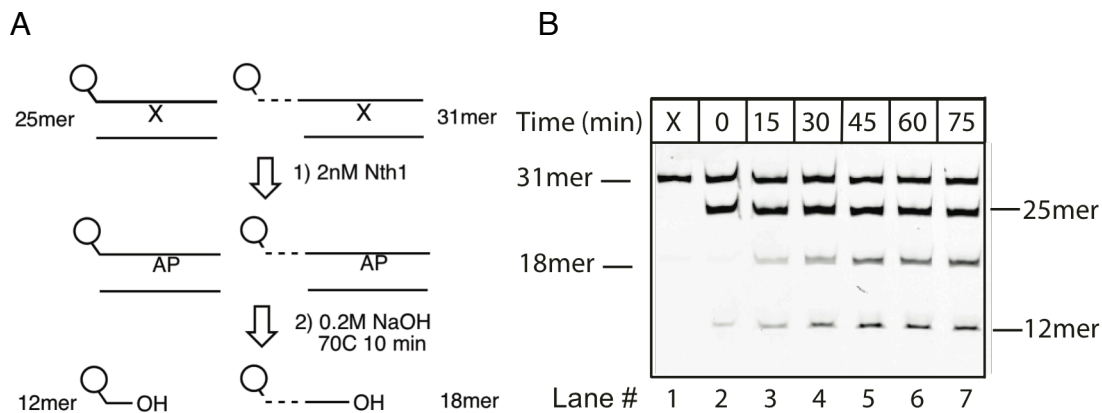 A
X
X
25mer
31mer
1) 2nM Nth1
AP
AP
2) 0.2M NaOH
70C 10 min
12mer
OH
OH
18mer
B
Time (min) X 0 15 30 45 60 75
31mer
25mer
18mer
12mer
Lane # 1 2 3 4 5 6 7